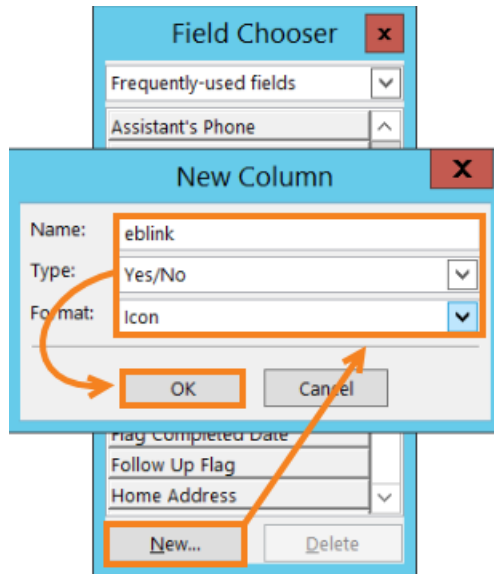 Field Chooser x
Frequently-used fields
Assistant's Phone
New Column x
Name: eblink
Type: Yes/No
Format: Icon
OK Cancel
Flag Completed Date
Follow Up Flag
Home Address
New... Delete